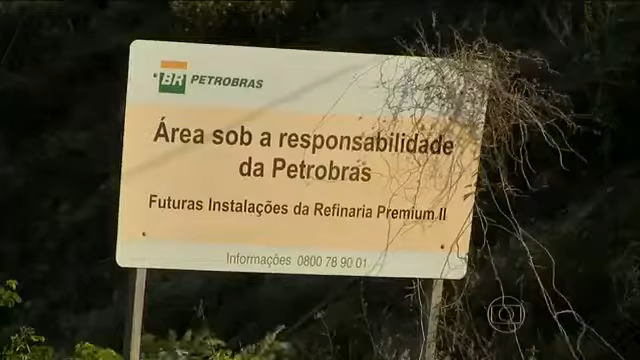 BR PETROBRAS
Área sob a responsabilidade
da Petrobras
Futuras Instalações da Refinaria Premium II
Informações 0800 78 90 01